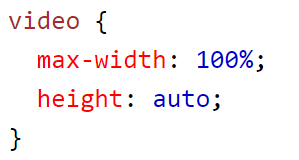 video {
  max-width: 100%;
  height: auto;
}